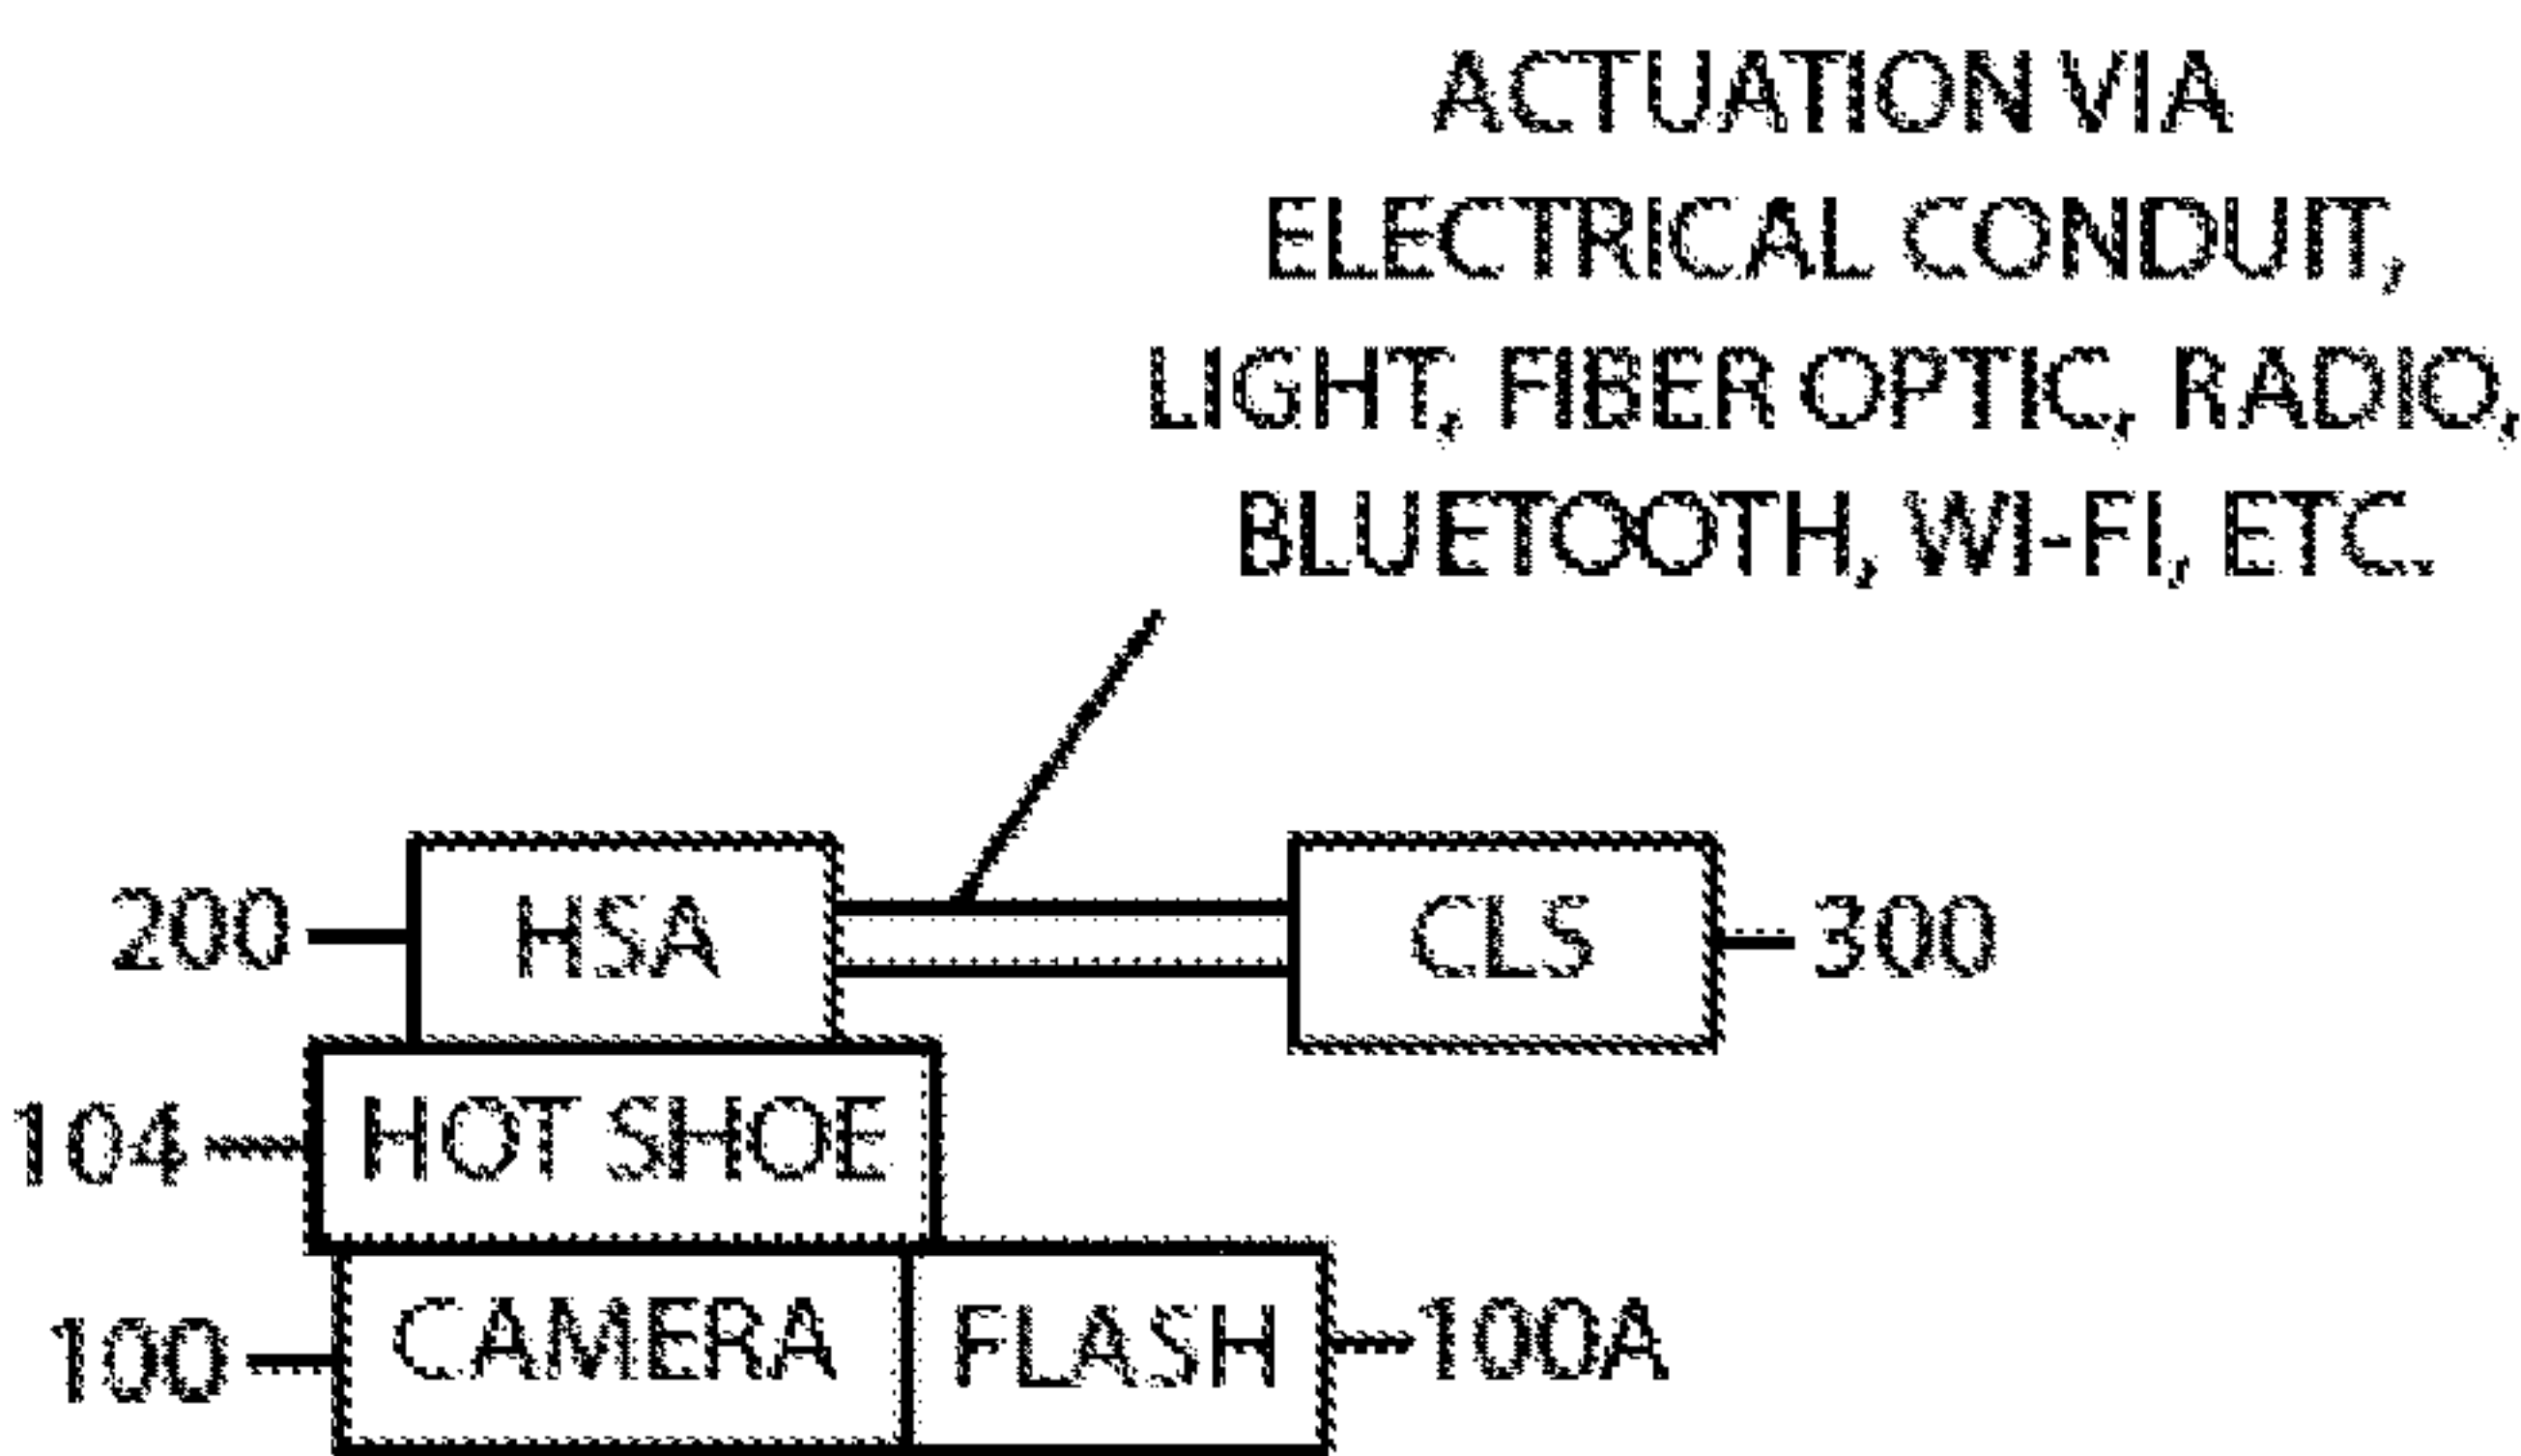 ACTUATION VIA
ELECTRICAL CONDUIT,
LIGHT, FIBER OPTIC, RADIO,
BLUETOOTH, WI-FI, ETC.
200 HSA CLS 300
104 HOT SHOE
100 CAMERA FLASH 100A